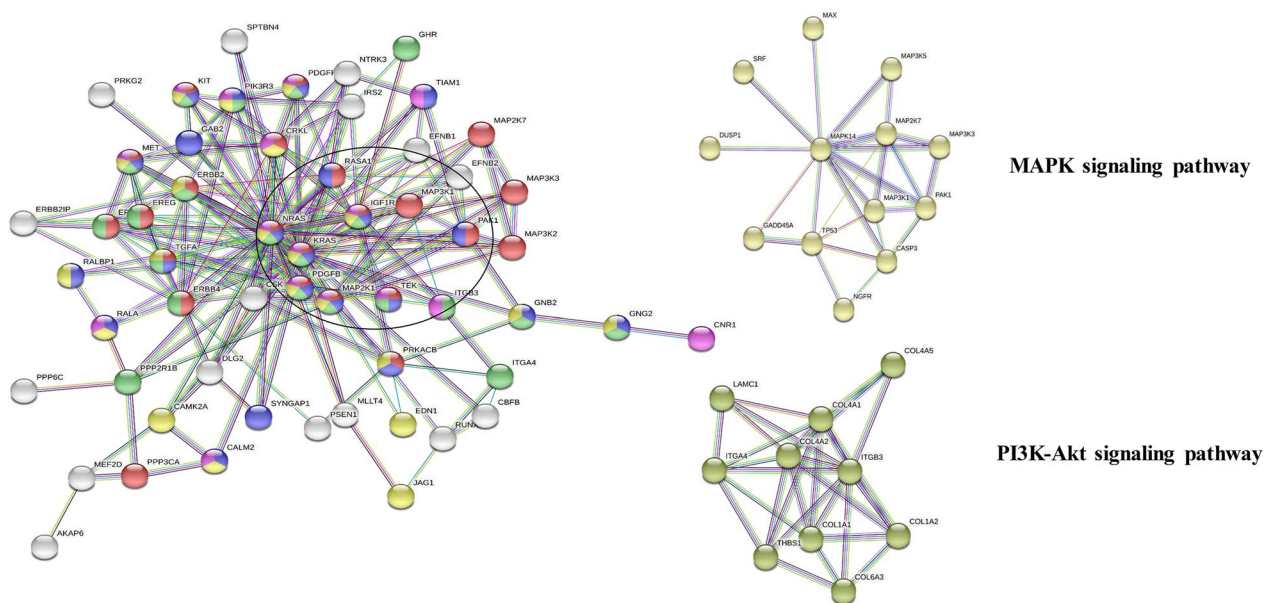 SPTBN4
GHR
NTRK3
PRKG2
KIT
PIK3R3
PDGFF
TIAM1
IRS2
GAB2
CRKL
MAP2K7
EFNB1
MET
RASA1
EFNB2
ERBB2
MAP3K3
EREG
IGF1R
MAP3K1
ERBB2IP
NRAS
PAK1
MAP3K2
KRAS
TGFA
RALBP1
PDGFB
CSK
MAP2K1
TEK
ITGB3
ERBB4
GNB2
GNG2
CNR1
RALA
PRKACB
DLG2
ITGA4
PPP2R1B
PPP6C
CAMK2A
SYNGAP1
PSEN1
MLLT4
EDN1
CBFB
CALM2
MEF2D
PPP3CA
JAG1
AKAP6
MAX
SRF
MAP3K5
DUSP1
MAPK14
MAP2K7
MAP3K3
MAP3K1
PAK1
GADD45A
TP53
CASP3
NGFR
MAPK signaling pathway
COL4A5
LAMC1
COL4A1
COL4A2
ITGA4
ITGB3
COL1A1
COL1A2
THBS1
COL6A3
PI3K-Akt signaling pathway